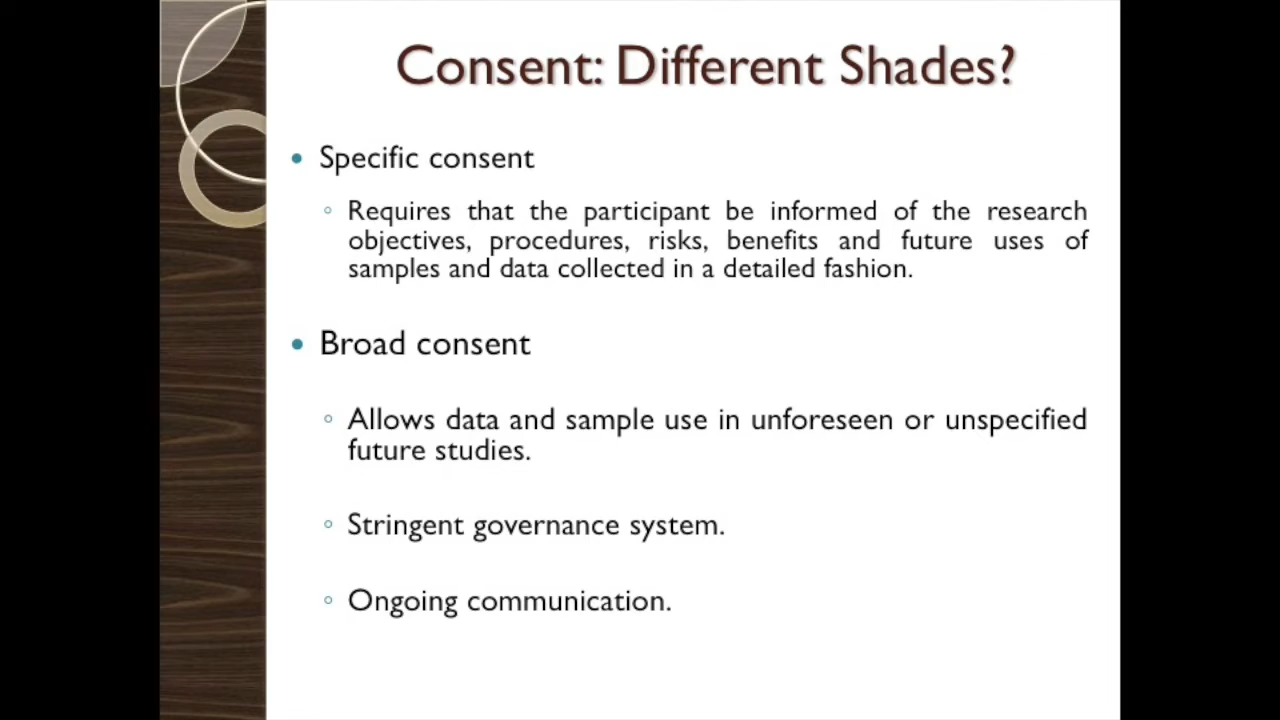 Consent: Different Shades?
• Specific consent
◦ Requires that the participant be informed of the research
objectives, procedures, risks, benefits and future uses of
samples and data collected in a detailed fashion.
• Broad consent
◦ Allows data and sample use in unforeseen or unspecified
future studies.
◦ Stringent governance system.
◦ Ongoing communication.